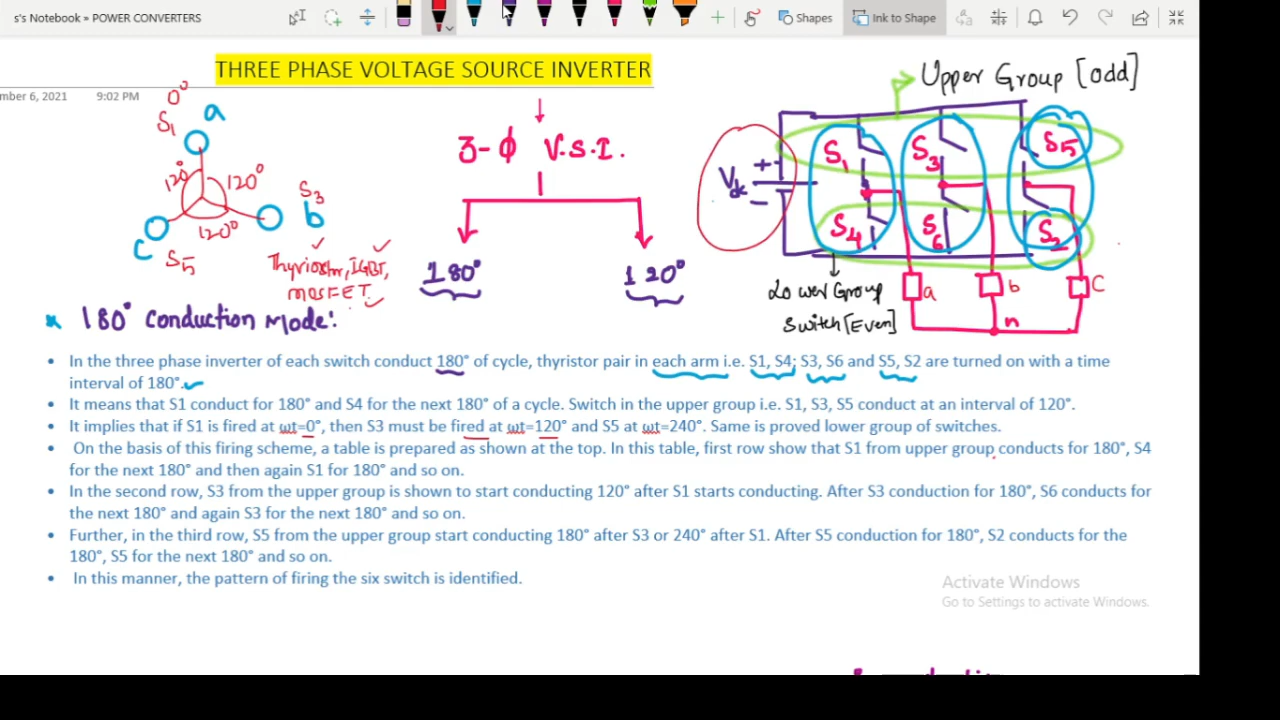 s's Notebook » POWER CONVERTERS
Shapes
Ink to Shape
THREE PHASE VOLTAGE SOURCE INVERTER
mber 6, 2021 9:02 PM
0°
S1
a
120°
120°
120°
S3
b
c
S5
Thyristor, IGBT,
MOSFET.
3-ϕ V.S.I.
180°
120°
Upper Group [odd]
Vdc
+
-
S1
S3
S5
S4
S6
S2
Lower Group
Switch [Even]
a
b
C
n
180° Conduction Mode:
• In the three phase inverter of each switch conduct 180° of cycle, thyristor pair in each arm i.e. S1, S4; S3, S6 and S5, S2 are turned on with a time
interval of 180°.
• It means that S1 conduct for 180° and S4 for the next 180° of a cycle. Switch in the upper group i.e. S1, S3, S5 conduct at an interval of 120°.
• It implies that if S1 is fired at ωt=0°, then S3 must be fired at ωt=120° and S5 at ωt=240°. Same is proved lower group of switches.
• On the basis of this firing scheme, a table is prepared as shown at the top. In this table, first row show that S1 from upper group conducts for 180°, S4
for the next 180° and then again S1 for 180° and so on.
• In the second row, S3 from the upper group is shown to start conducting 120° after S1 starts conducting. After S3 conduction for 180°, S6 conducts for
the next 180° and again S3 for the next 180° and so on.
• Further, in the third row, S5 from the upper group start conducting 180° after S3 or 240° after S1. After S5 conduction for 180°, S2 conducts for the
180°, S5 for the next 180° and so on.
• In this manner, the pattern of firing the six switch is identified.
Activate Windows
Go to Settings to activate Windows.